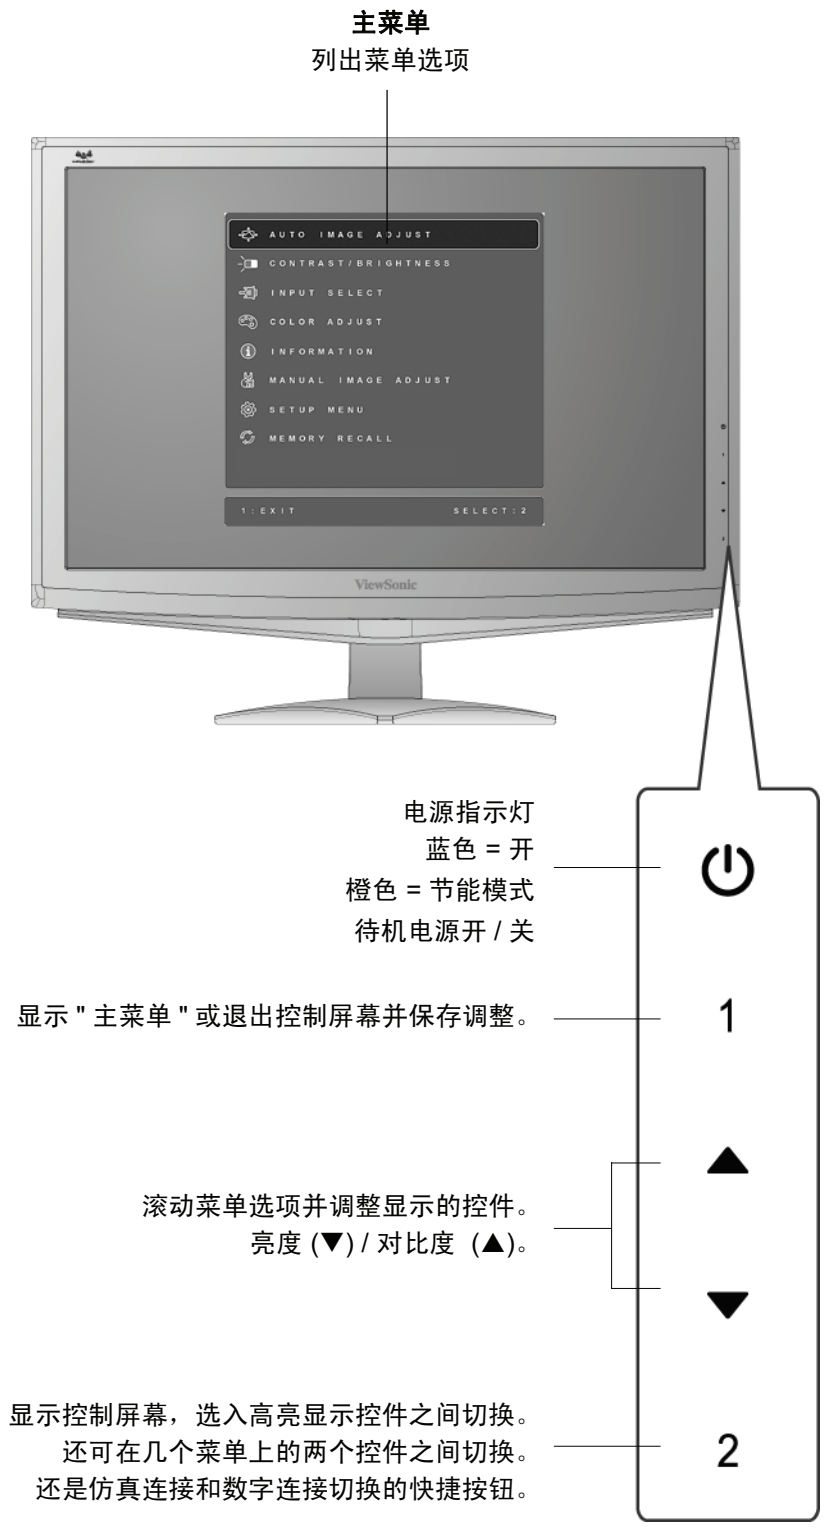 主菜单
列出菜单选项
AUTO IMAGE ADJUST
CONTRAST/BRIGHTNESS
INPUT SELECT
COLOR ADJUST
INFORMATION
MANUAL IMAGE ADJUST
SETUP MENU
MEMORY RECALL
1:EXIT SELECT:2
ViewSonic
电源指示灯
蓝色 = 开
橙色 = 节能模式
待机电源开 / 关
显示 " 主菜单 " 或退出控制屏幕并保存调整。
1
滚动菜单选项并调整显示的控件。
亮度 (▼) / 对比度 (▲)。
显示控制屏幕，选入高亮显示控件之间切换。
还可在几个菜单上的两个控件之间切换。
还是仿真连接和数字连接切换的快捷按钮。
2